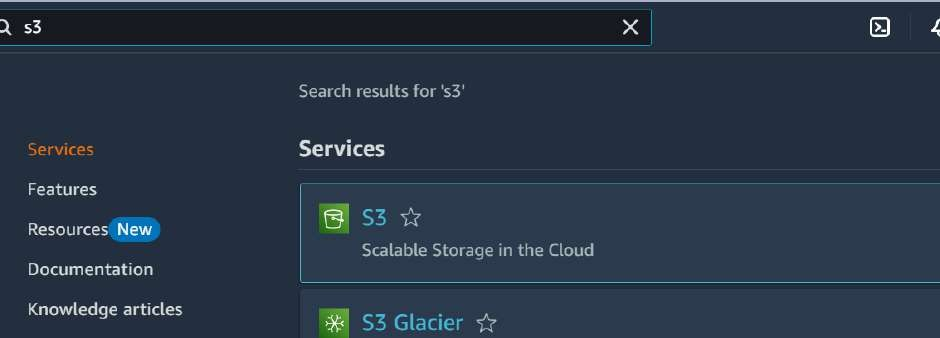 s3
Search results for 's3'
Services
Features
Resources New
Documentation
Knowledge articles
Services
S3
Scalable Storage in the Cloud
S3 Glacier